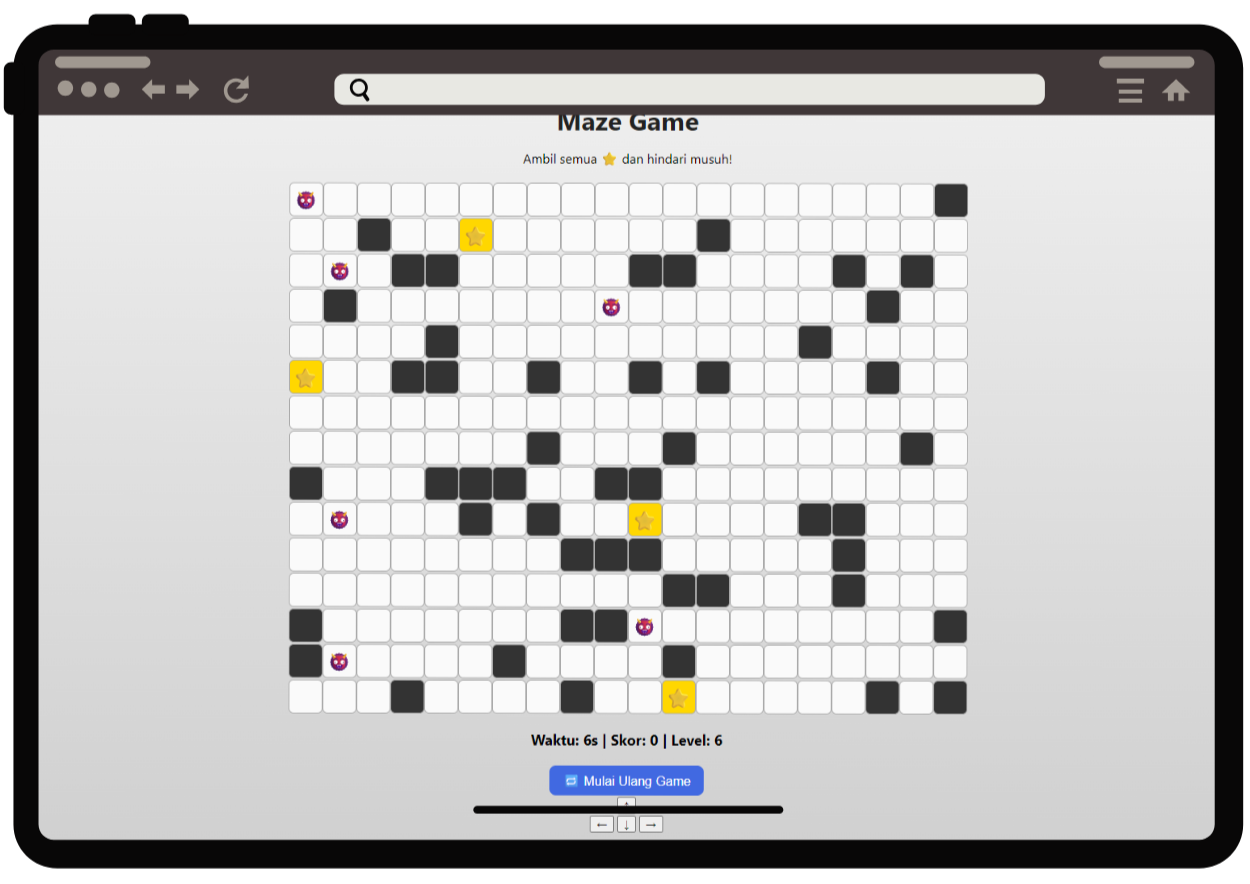 Maze Game
Ambil semua ⭐ dan hindari musuh!
Waktu: 6s | Skor: 0 | Level: 6
🔁 Mulai Ulang Game
↑
← ↓ →